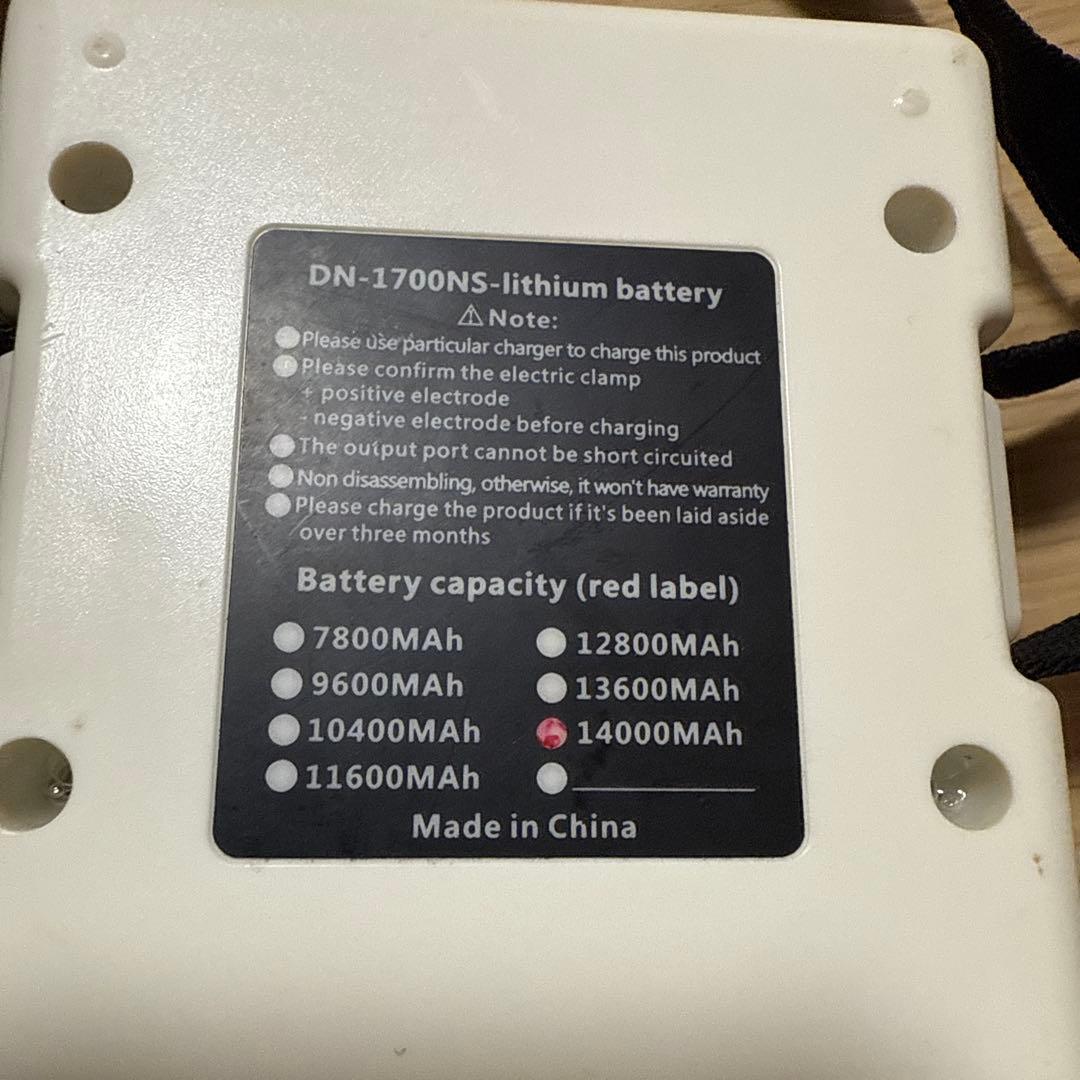 DN-1700NS-lithium battery
⚠Note:
Please use particular charger to charge this product
Please confirm the electric clamp
+ positive electrode
- negative electrode before charging
The output port cannot be short circuited
Non disassembling, otherwise, it won't have warranty
Please charge the product if it's been laid aside
over three months
Battery capacity (red label)
7800MAh 12800MAh
9600MAh 13600MAh
10400MAh 14000MAh
11600MAh
Made in China